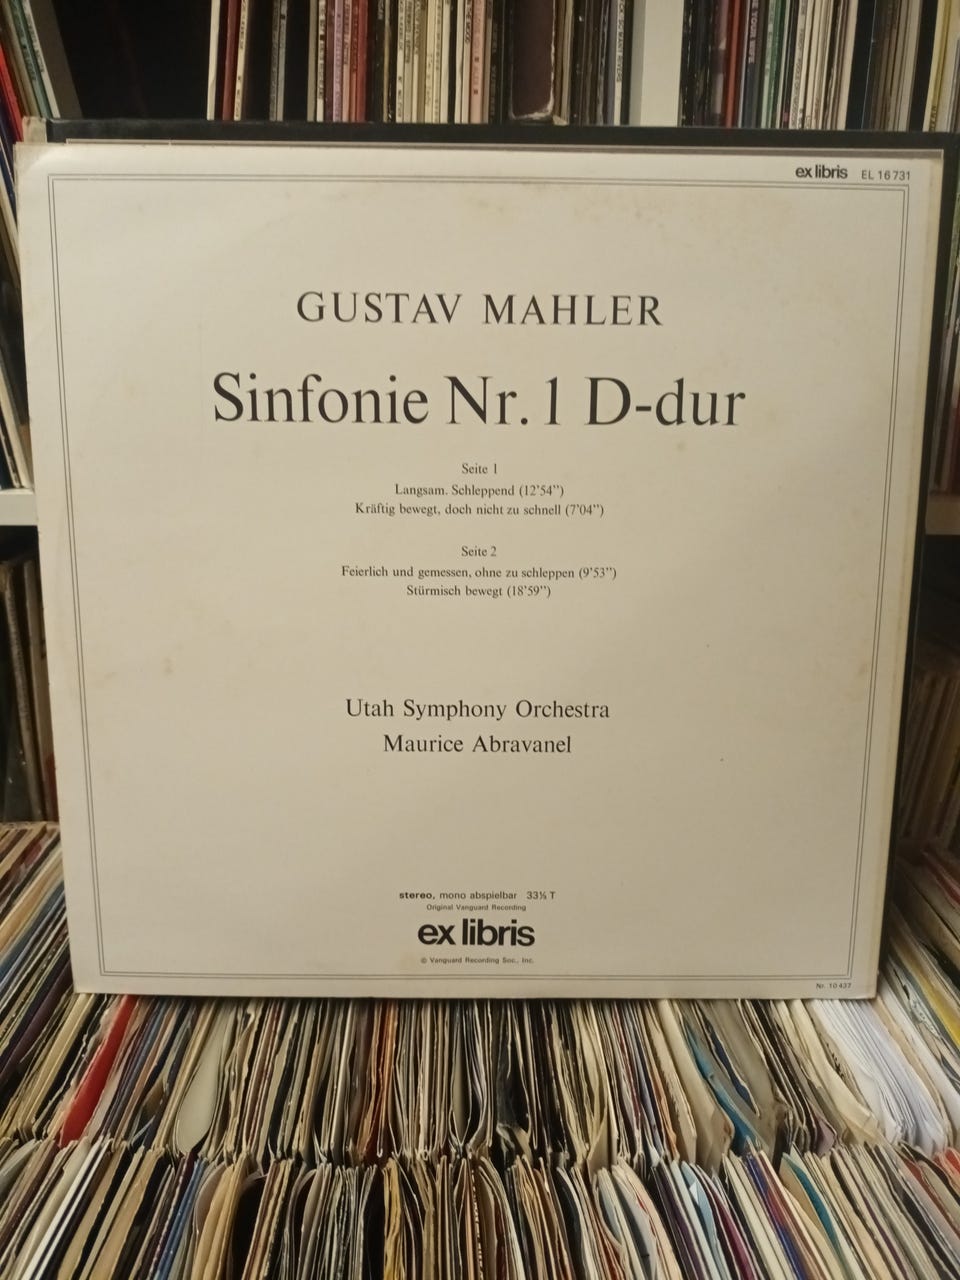 ex libris EL 16 731
GUSTAV MAHLER
Sinfonie Nr. 1 D-dur
Seite 1
Langsam. Schleppend (12’54’’)
Kräftig bewegt, doch nicht zu schnell (7’04’’)
Seite 2
Feierlich und gemessen, ohne zu schleppen (9’53’’)
Stürmisch bewegt (18’59’’)
Utah Symphony Orchestra
Maurice Abravanel
stereo, mono abspielbar 33⅓ T
Original Vanguard Recording
ex libris
© Vanguard Recording Soc., Inc.
Nr. 10 437